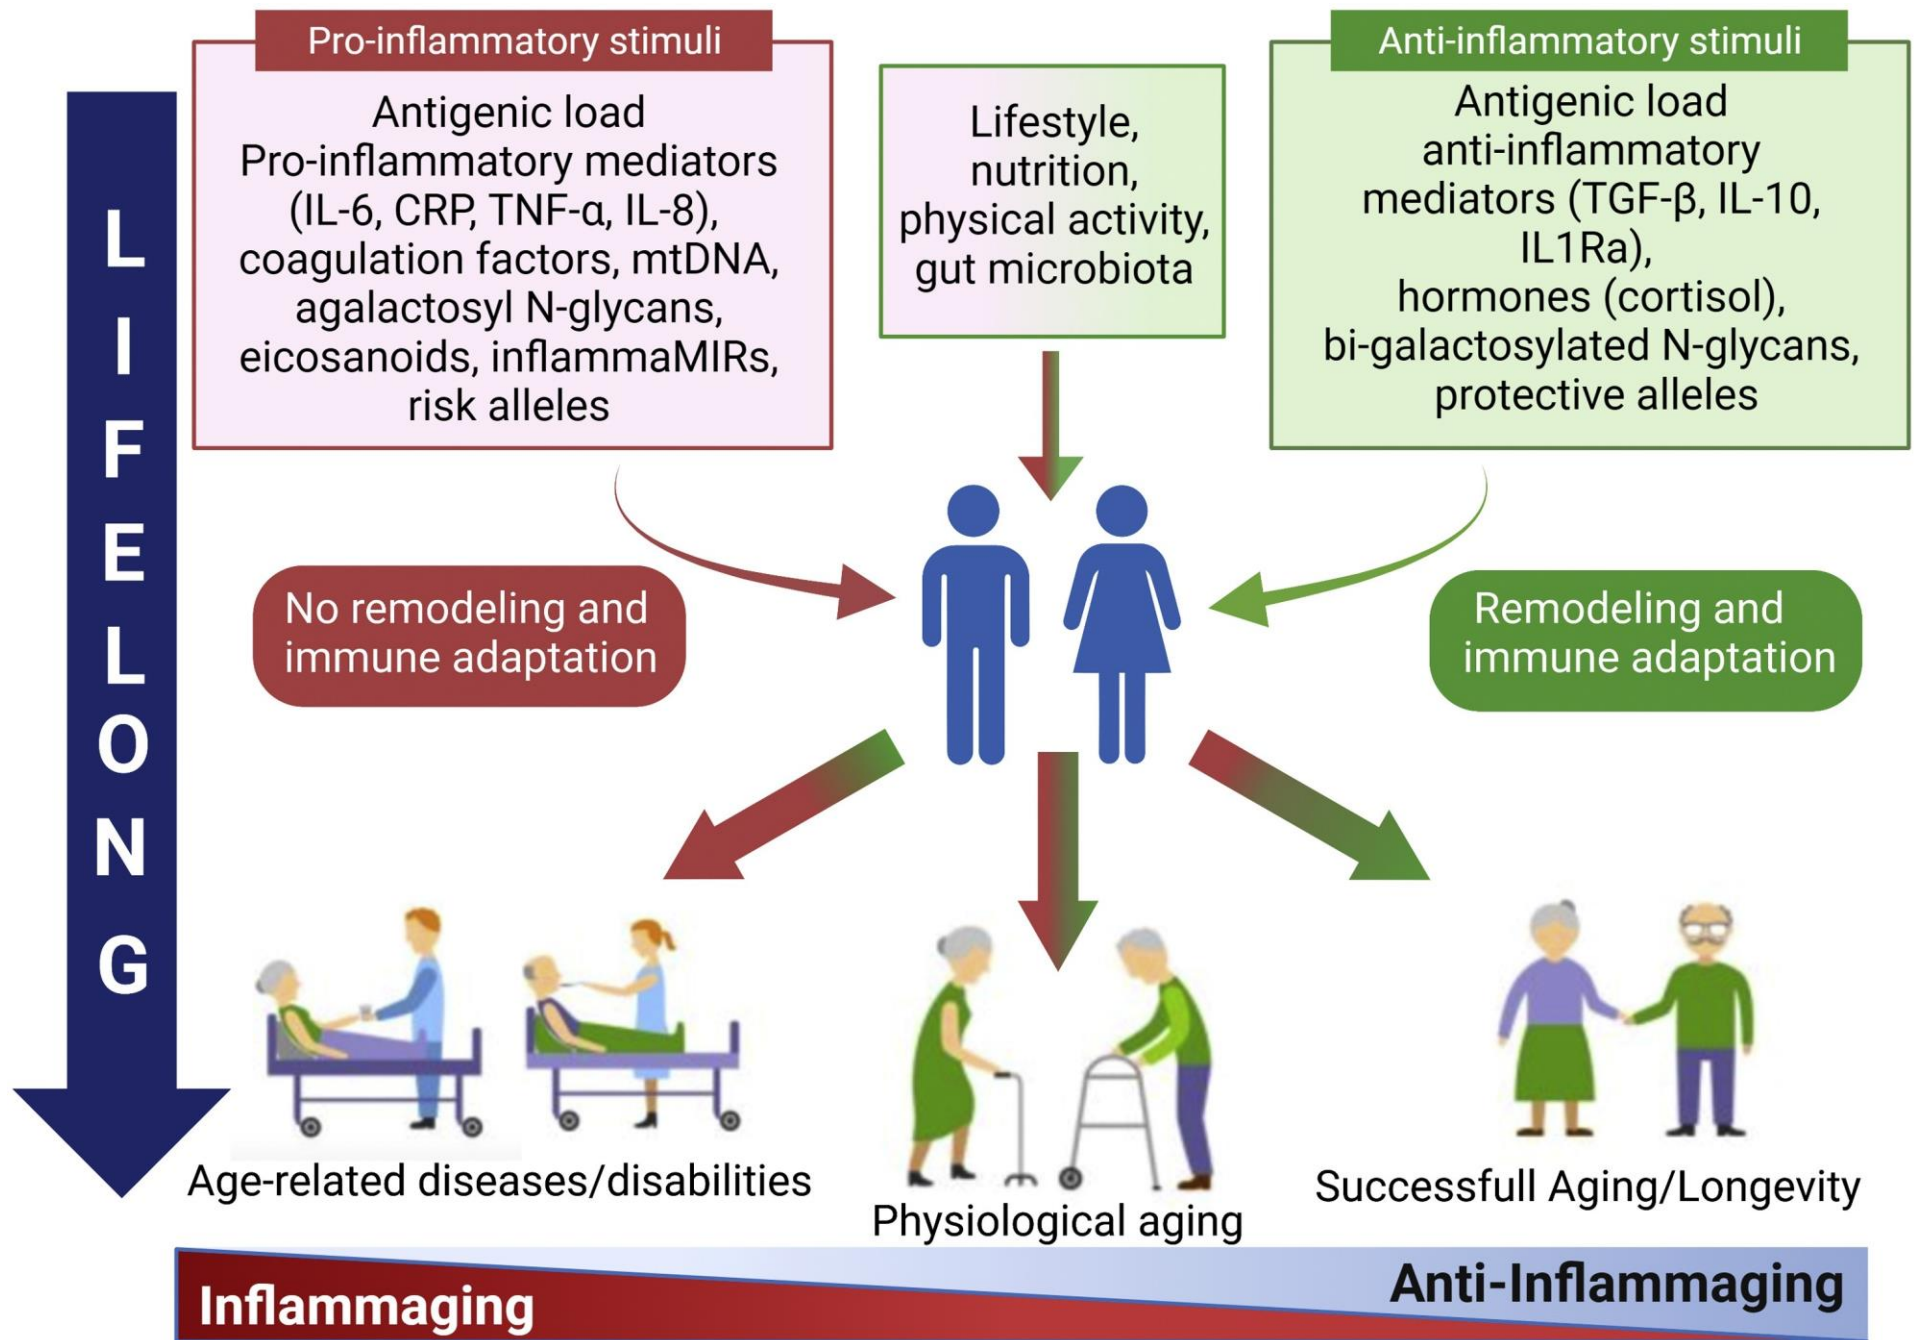 Pro-inflammatory stimuli
Antigenic load
Pro-inflammatory mediators
(IL-6, CRP, TNF-α, IL-8),
coagulation factors, mtDNA,
agalactosyl N-glycans,
eicosanoids, inflammaMIRs,
risk alleles
Lifestyle,
nutrition,
physical activity,
gut microbiota
Anti-inflammatory stimuli
Antigenic load
anti-inflammatory
mediators (TGF-β, IL-10,
IL1Ra),
hormones (cortisol),
bi-galactosylated N-glycans,
protective alleles
LIFELONG
No remodeling and
immune adaptation
Remodeling and
immune adaptation
Age-related diseases/disabilities
Physiological aging
Successfull Aging/Longevity
Inflammaging
Anti-Inflammaging